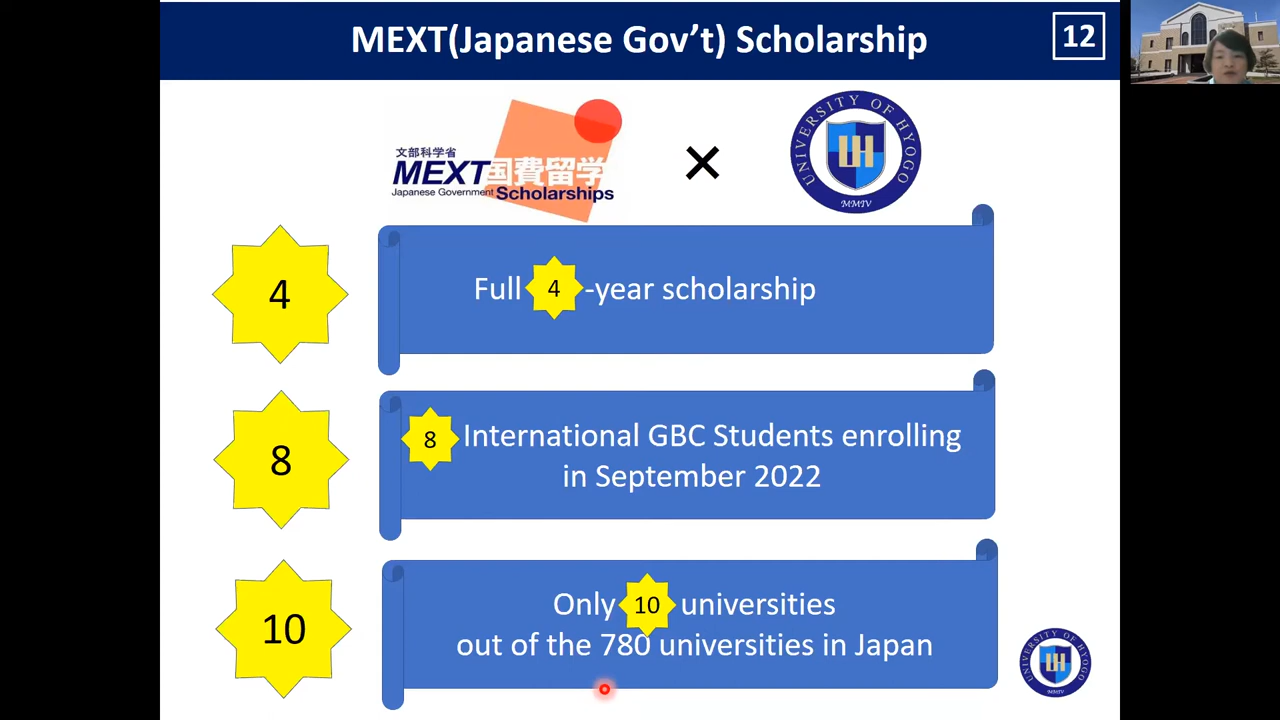 MEXT(Japanese Gov’t) Scholarship
12
文部科学省
MEXT国費留学
Japanese Government Scholarships
×
UNIVERSITY OF HYOGO
UH
MMIV
4
Full 4 -year scholarship
8
8 International GBC Students enrolling
in September 2022
10
Only 10 universities
out of the 780 universities in Japan
UNIVERSITY OF HYOGO
UH
MMIV